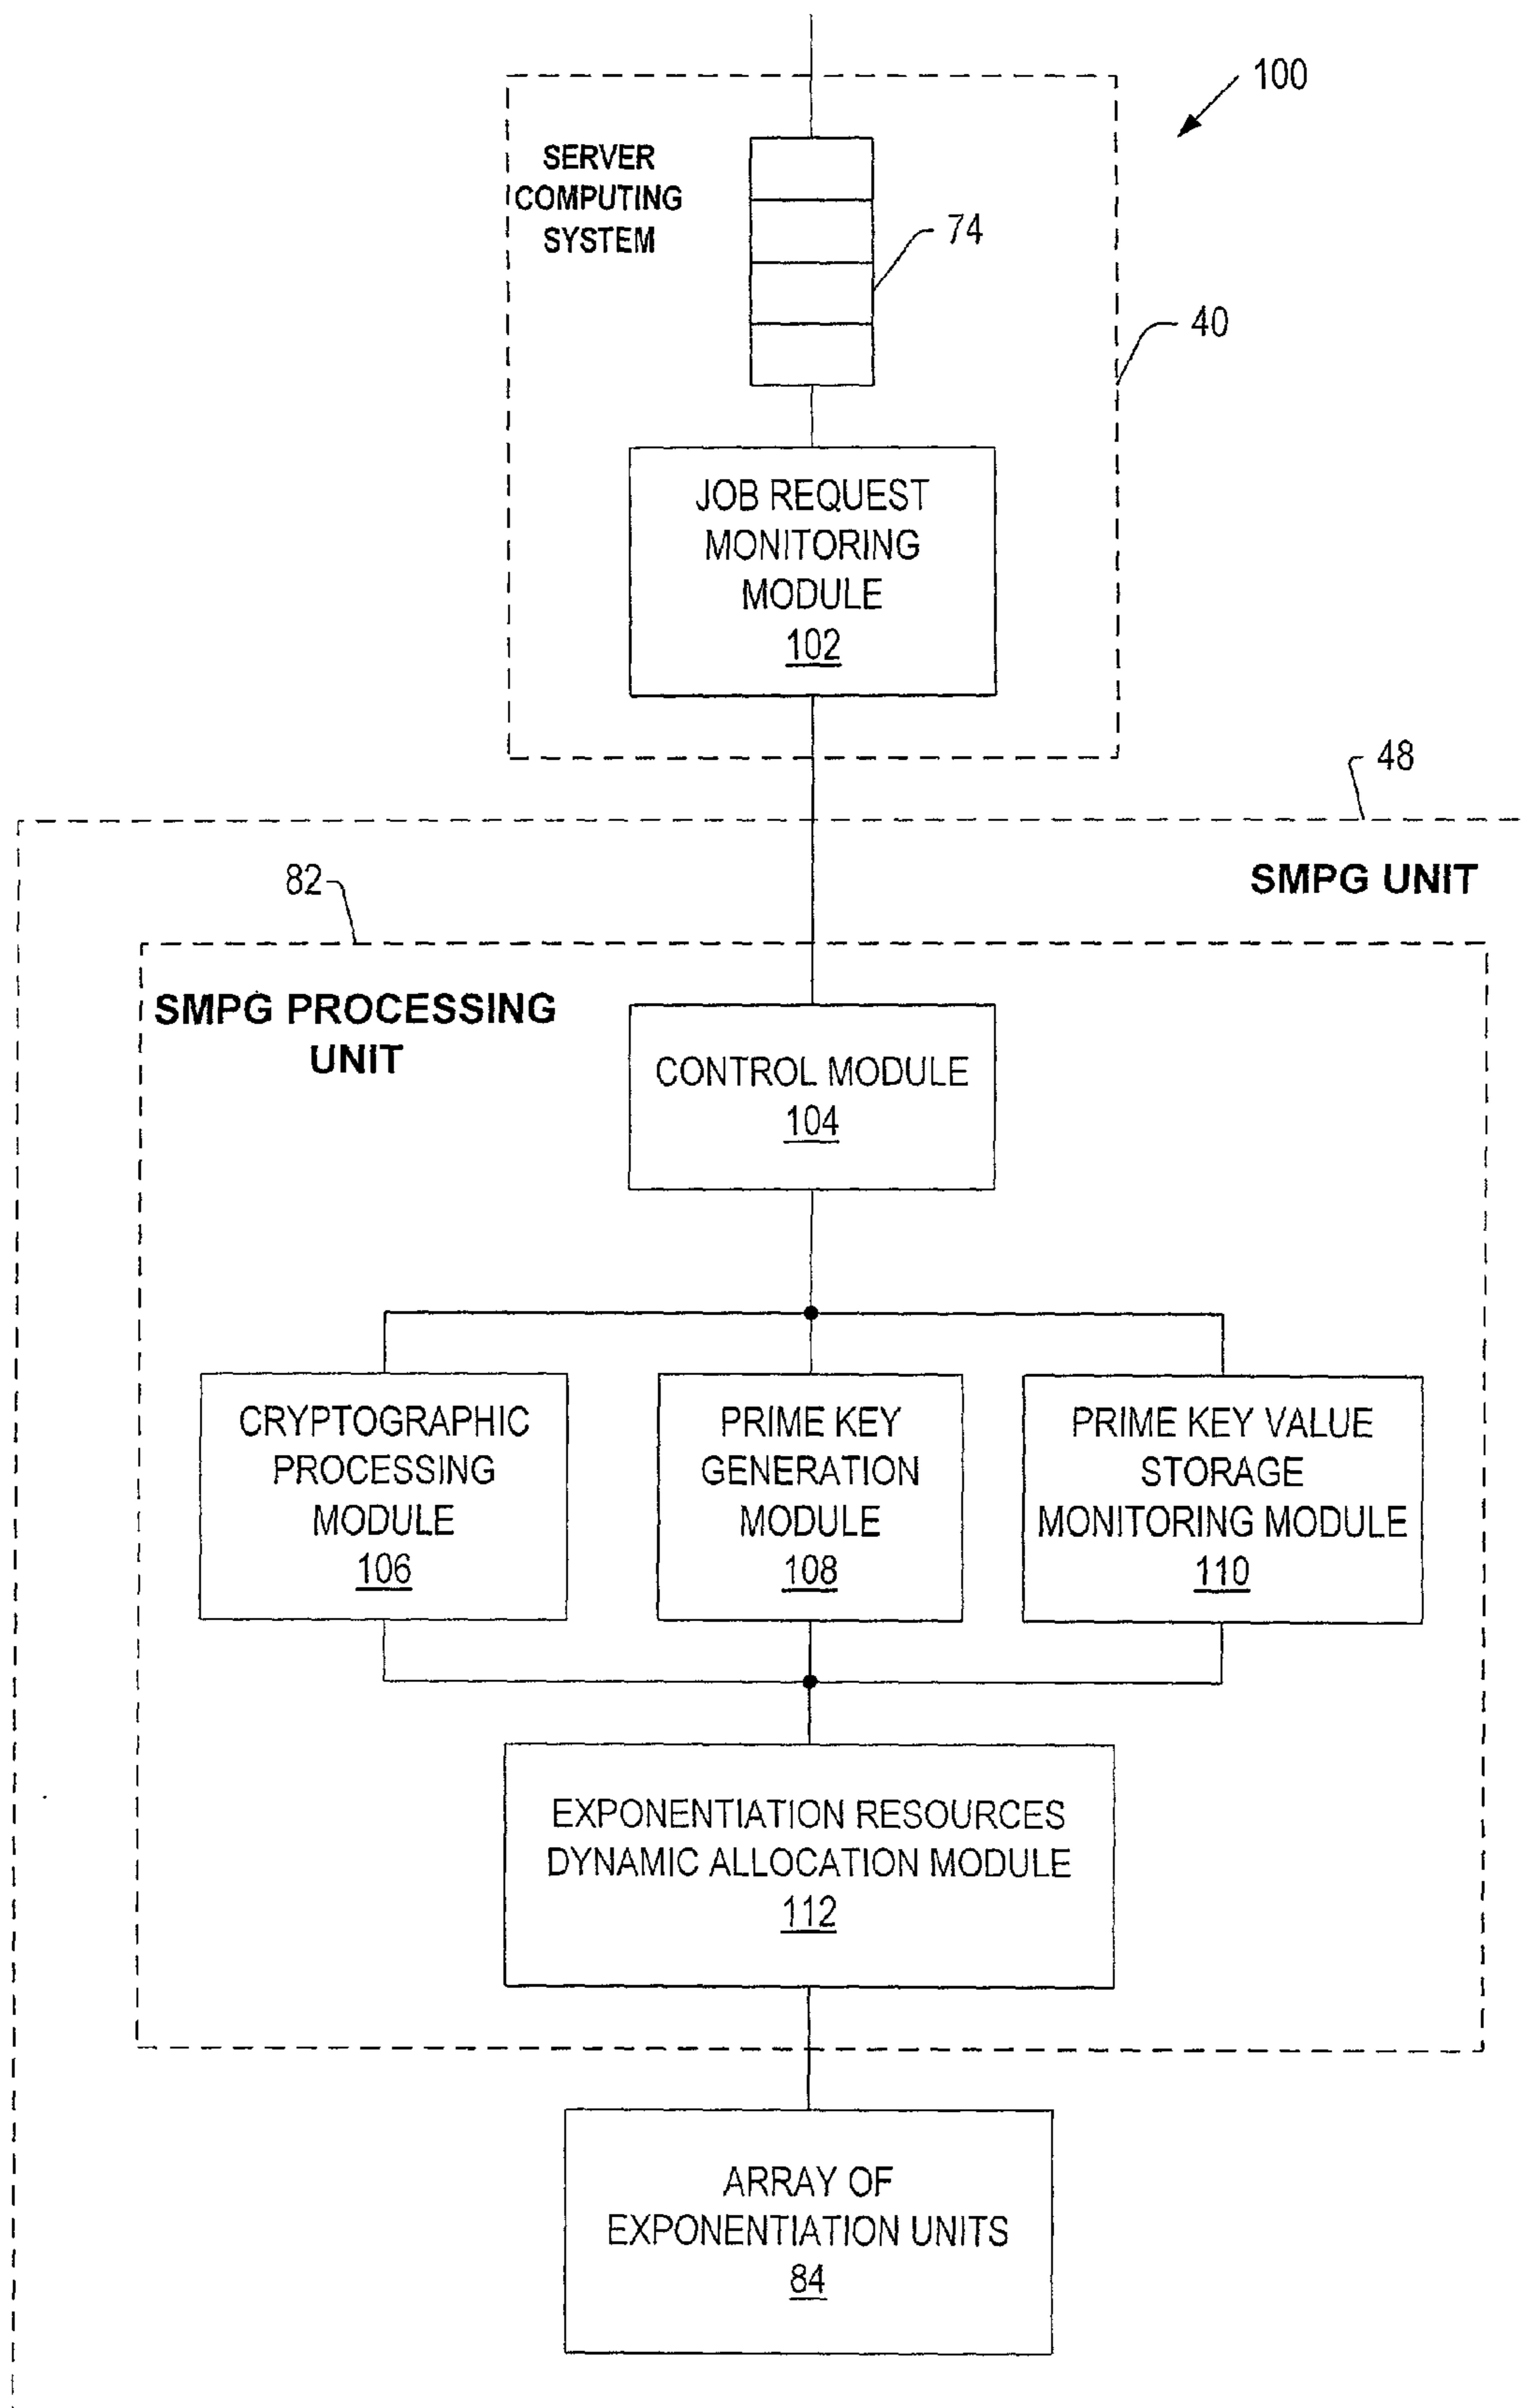 100
SERVER
COMPUTING
SYSTEM
74
40
JOB REQUEST
MONITORING
MODULE
102
48
SMPG UNIT
82
SMPG PROCESSING
UNIT
CONTROL MODULE
104
CRYPTOGRAPHIC
PROCESSING
MODULE
106
PRIME KEY
GENERATION
MODULE
108
PRIME KEY VALUE
STORAGE
MONITORING MODULE
110
EXPONENTIATION RESOURCES
DYNAMIC ALLOCATION MODULE
112
ARRAY OF
EXPONENTIATION UNITS
84